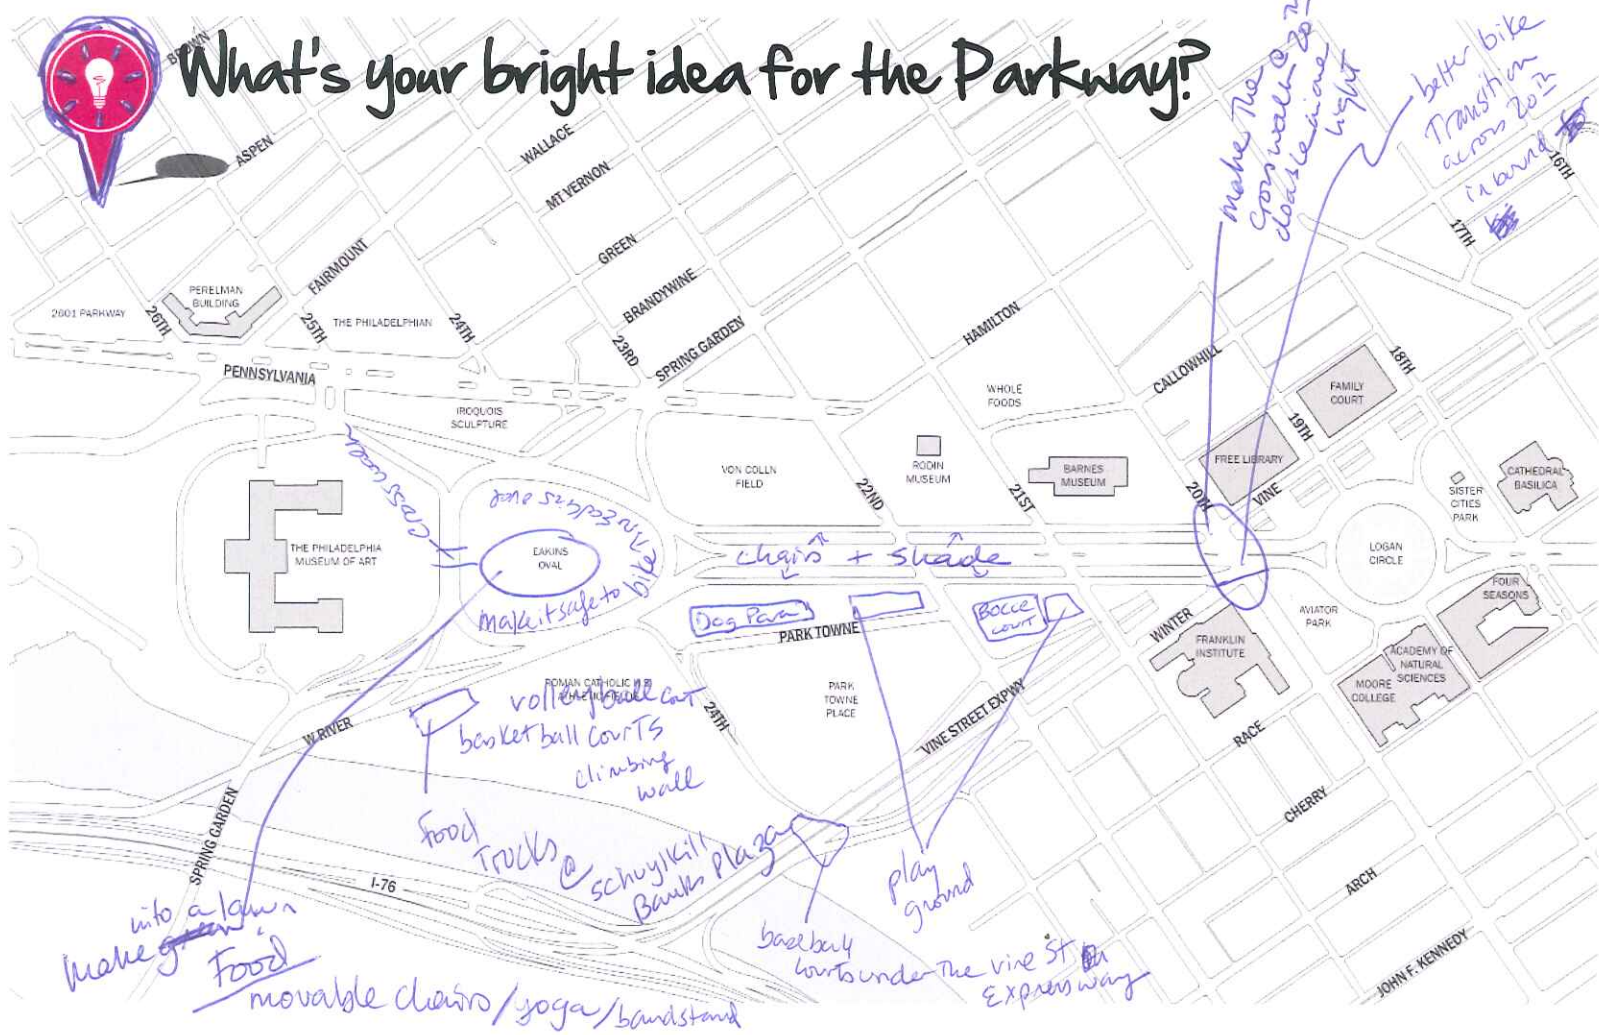 What's your bright idea for the Parkway?
make the
Crosswalk @ 20th
doable in one
light
better bike
Transition
across 20th
inbound
BROWN
ASPEN
WALLACE
MT VERNON
GREEN
BRANDYWINE
SPRING GARDEN
FAIRMOUNT
HAMILTON
CALLOWHILL
16TH
17TH
18TH
19TH
20TH
21ST
22ND
23RD
24TH
25TH
26TH
2601 PARKWAY
PERELMAN
BUILDING
THE PHILADELPHIAN
PENNSYLVANIA
IROQUOIS
SCULPTURE
WHOLE
FOODS
FAMILY
COURT
FREE LIBRARY
VINE
VON COLLN
FIELD
RODIN
MUSEUM
BARNES
MUSEUM
SISTER
CITIES
PARK
CATHEDRAL
BASILICA
crosswalk
THE PHILADELPHIA
MUSEUM OF ART
EAKINS
OVAL
make it safe to bike
chairs + shade
LOGAN
CIRCLE
FOUR
SEASONS
Dog Park
Bocce
court
PARK TOWNE
WINTER
AVIATOR
PARK
FRANKLIN
INSTITUTE
ACADEMY OF
NATURAL
SCIENCES
MOORE
COLLEGE
ROMAN CATHOLIC H.S
volleyball
basketball courts
climbing
wall
PARK
TOWNE
PLACE
24TH
VINE STREET EXPWY
W RIVER
SPRING GARDEN
I-76
RACE
CHERRY
ARCH
JOHN F. KENNEDY
Food
Trucks @
Schuylkill
Banks Plaza
play
ground
courts under the vine St
Expressway
into a lawn
make
Food
movable chairs/yoga/bandstand